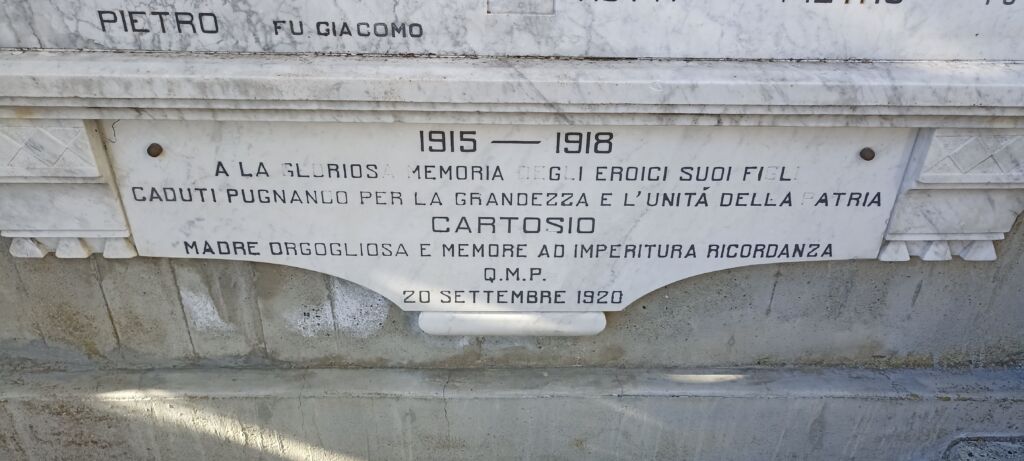 PIETRO FU GIACOMO
1915 — 1918
A LA GLORIOSA MEMORIA DEGLI EROICI SUOI FIGLI
CADUTI PUGNANDO PER LA GRANDEZZA E L'UNITÁ DELLA PATRIA
CARTOSIO
MADRE ORGOGLIOSA E MEMORE AD IMPERITURA RICORDANZA
Q.M.P.
20 SETTEMBRE 1920